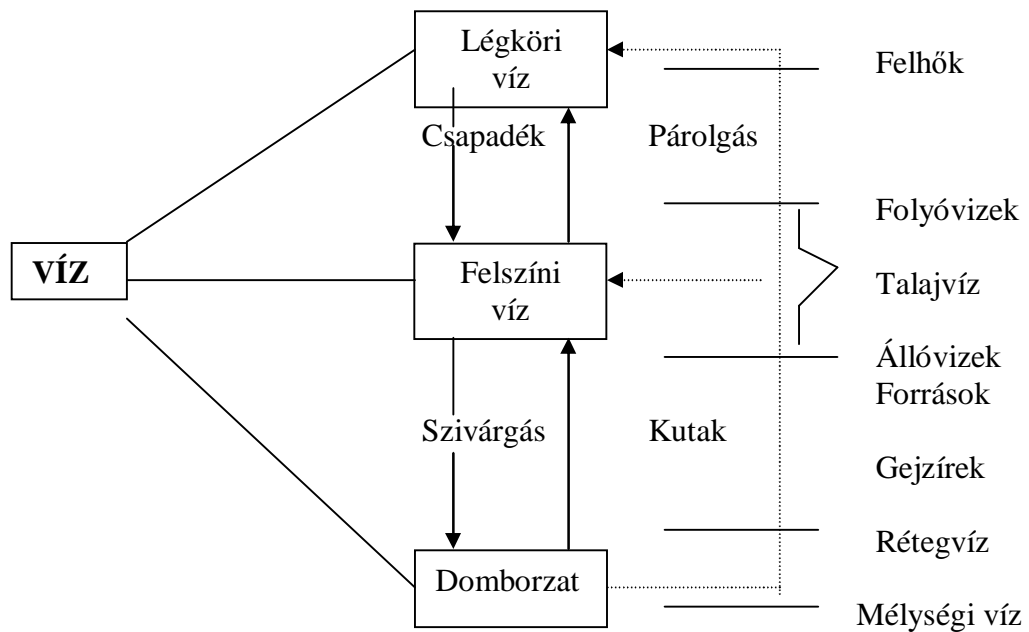 Légköri
víz
Felhők
Csapadék
Párolgás
Folyóvizek
VÍZ
Felszíni
víz
Talajvíz
Állóvizek
Források
Szivárgás
Kutak
Gejzírek
Rétegvíz
Domborzat
Mélységi víz